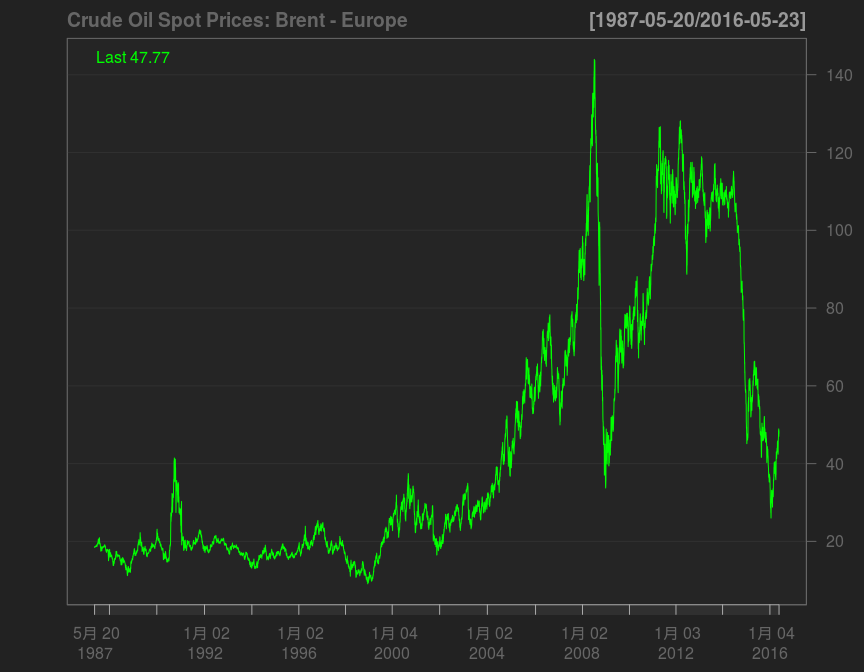 Crude Oil Spot Prices: Brent - Europe [1987-05-20/2016-05-23]
Last 47.77
140
120
100
80
60
40
20
5月 20 1月 02 1月 02 1月 04 1月 02 1月 02 1月 03 1月 04
1987 1992 1996 2000 2004 2008 2012 2016